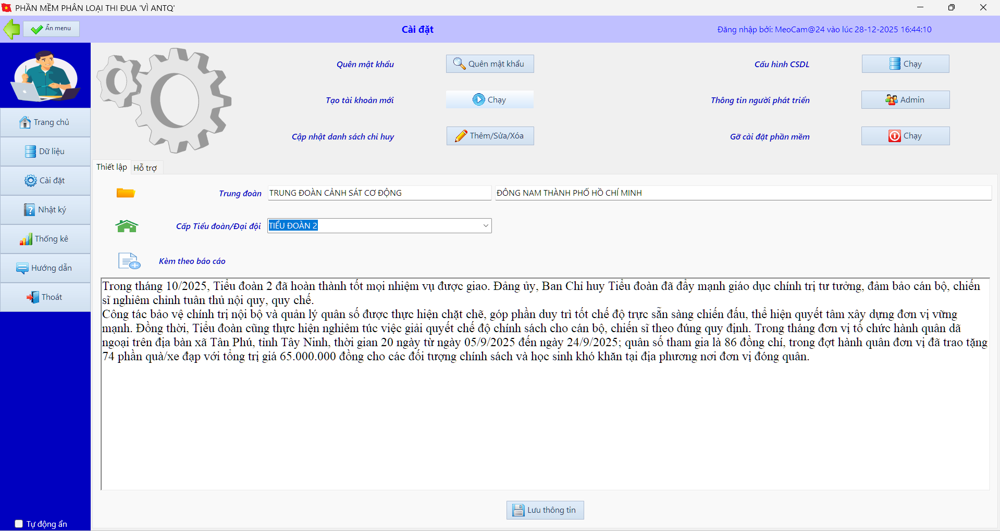 PHẦN MỀM PHÂN LOẠI THI ĐUA 'VÌ ANTQ'
Ẩn menu
Cài đặt
Đăng nhập bởi: MeoCam@24 vào lúc 28-12-2025 16:44:10
Quên mật khẩu
Quên mật khẩu
Cấu hình CSDL
Chạy
Tạo tài khoản mới
Chạy
Thông tin người phát triển
Admin
Cập nhật danh sách chỉ huy
Thêm/Sửa/Xóa
Gỡ cài đặt phần mềm
Chạy
Trang chủ
Dữ liệu
Cài đặt
Nhật ký
Thống kê
Hướng dẫn
Thoát
Tự động ẩn
Thiết lập
Hỗ trợ
Trung đoàn
TRUNG ĐOÀN CẢNH SÁT CƠ ĐỘNG
ĐÔNG NAM THÀNH PHỐ HỒ CHÍ MINH
Cấp Tiểu đoàn/Đại đội
TIỂU ĐOÀN 2
Kèm theo báo cáo
Trong tháng 10/2025, Tiểu đoàn 2 đã hoàn thành tốt mọi nhiệm vụ được giao. Đảng ủy, Ban Chỉ huy Tiểu đoàn đã đẩy mạnh giáo dục chính trị tư tưởng, đảm bảo cán bộ, chiến
sĩ nghiêm chỉnh tuân thủ nội quy, quy chế.
Công tác bảo vệ chính trị nội bộ và quản lý quân số được thực hiện chặt chẽ, góp phần duy trì tốt chế độ trực sẵn sàng chiến đấu, thể hiện quyết tâm xây dựng đơn vị vững
mạnh. Đồng thời, Tiểu đoàn cũng thực hiện nghiêm túc việc giải quyết chế độ chính sách cho cán bộ, chiến sĩ theo đúng quy định. Trong tháng đơn vị tổ chức hành quân dã
ngoại trên địa bàn xã Tân Phú, tỉnh Tây Ninh, thời gian 20 ngày từ ngày 05/9/2025 đến ngày 24/9/2025; quân số tham gia là 86 đồng chí, trong đợt hành quân đơn vị đã trao tặng
74 phần quà/xe đạp với tổng trị giá 65.000.000 đồng cho các đối tượng chính sách và học sinh khó khăn tại địa phương nơi đơn vị đóng quân.
Lưu thông tin